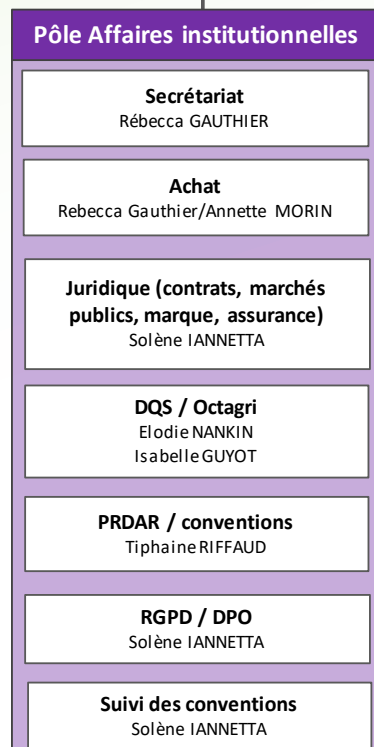 Pôle Affaires institutionnelles
Secrétariat
Rébecca GAUTHIER
Achat
Rebecca Gauthier/Annette MORIN
Juridique (contrats, marchés
publics, marque, assurance)
Solène IANNETTA
DQS / Octagri
Elodie NANKIN
Isabelle GUYOT
PRDAR / conventions
Tiphaine RIFFAUD
RGPD / DPO
Solène IANNETTA
Suivi des conventions
Solène IANNETTA